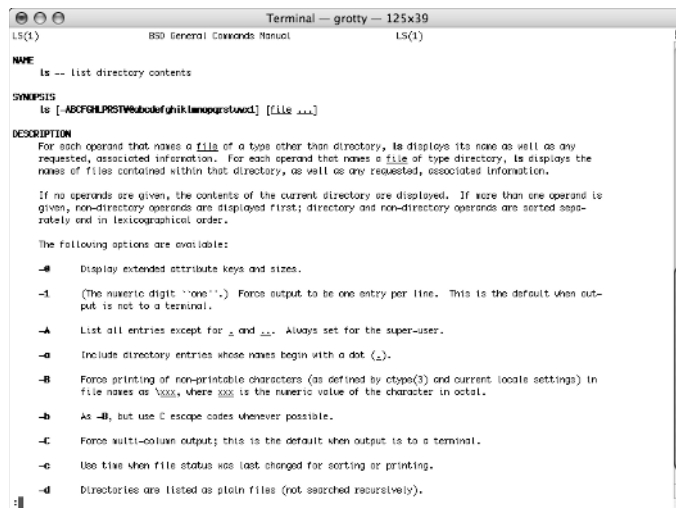 Terminal — grotty — 125x39
LS(1) BSD General Commands Manual LS(1)
NAME
ls -- list directory contents
SYNOPSIS
ls [-ABCFGHLPRSTW@abcdefghiklmnopqrstuwx1] [file ...]
DESCRIPTION
For each operand that names a file of a type other than directory, ls displays its name as well as any
requested, associated information. For each operand that names a file of type directory, ls displays the
names of files contained within that directory, as well as any requested, associated information.
If no operands are given, the contents of the current directory are displayed. If more than one operand is
given, non-directory operands are displayed first; directory and non-directory operands are sorted sepa-
rately and in lexicographical order.
The following options are available:
-@ Display extended attribute keys and sizes.
-1 (The numeric digit ``one''.) Force output to be one entry per line. This is the default when out-
put is not to a terminal.
-A List all entries except for . and ... Always set for the super-user.
-a Include directory entries whose names begin with a dot (.).
-B Force printing of non-printable characters (as defined by ctype(3) and current locale settings) in
file names as \xxx, where xxx is the numeric value of the character in octal.
-b As -B, but use C escape codes whenever possible.
-C Force multi-column output; this is the default when output is to a terminal.
-c Use time when file status was last changed for sorting or printing.
-d Directories are listed as plain files (not searched recursively).
: